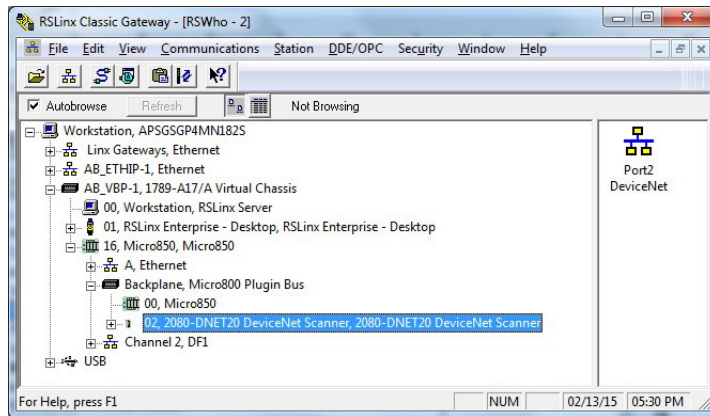 RSLinx Classic Gateway - [RSWho - 2]
File Edit View Communications Station DDE/OPC Security Window Help
Autobrowse Refresh Not Browsing
Workstation, APSGSGP4MN182S
Linx Gateways, Ethernet
AB_ETHIP-1, Ethernet
AB_VBP-1, 1789-A17/A Virtual Chassis
00, Workstation, RSLinx Server
01, RSLinx Enterprise - Desktop, RSLinx Enterprise - Desktop
16, Micro850, Micro850
A, Ethernet
Backplane, Micro800 Plugin Bus
00, Micro850
02, 2080-DNET20 DeviceNet Scanner, 2080-DNET20 DeviceNet Scanner
Channel 2, DF1
USB
Port2
DeviceNet
For Help, press F1 NUM 02/13/15 05:30 PM